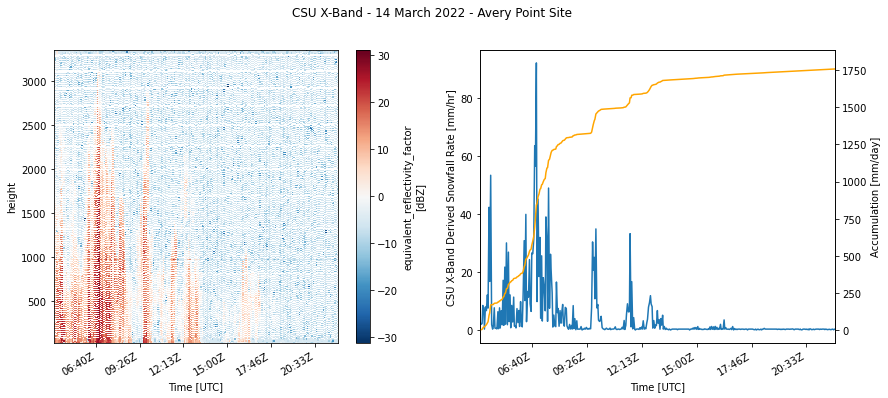 CSU X-Band - 14 March 2022 - Avery Point Site
3000
2500
2000
1500
1000
500
height
06:40Z
09:26Z
12:13Z
15:00Z
17:46Z
20:33Z
Time [UTC]
30
20
10
0
−10
−20
−30
equivalent_reflectivity_factor
[dBZ]
80
60
40
20
0
CSU X-Band Derived Snowfall Rate [mm/hr]
06:40Z
09:26Z
12:13Z
15:00Z
17:46Z
20:33Z
Time [UTC]
1750
1500
1250
1000
750
500
250
0
Accumulation [mm/day]